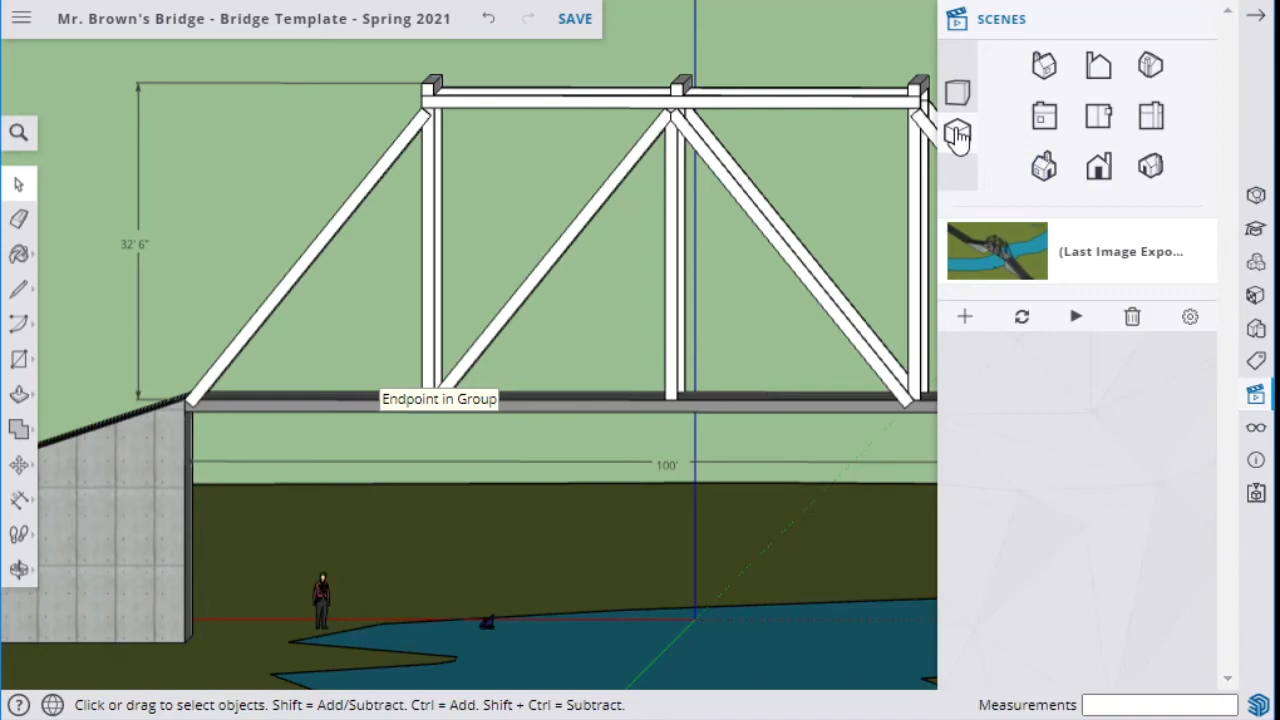 Mr. Brown's Bridge - Bridge Template - Spring 2021
SAVE
SCENES
32' 6"
(Last Image Expo...
Endpoint in Group
100'
Click or drag to select objects. Shift = Add/Subtract. Ctrl = Add. Shift + Ctrl = Subtract.
Measurements